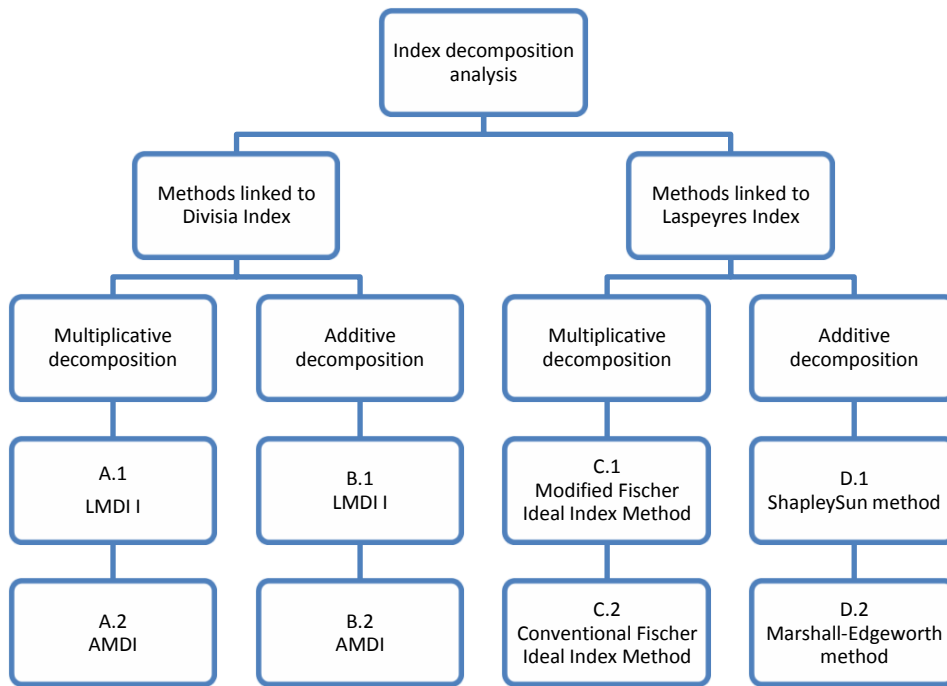 Index decomposition
analysis
Methods linked to
Divisia Index
Methods linked to
Laspeyres Index
Multiplicative
decomposition
Additive
decomposition
Multiplicative
decomposition
Additive
decomposition
A.1
LMDI I
B.1
LMDI I
C.1
Modified Fischer
Ideal Index Method
D.1
ShapleySun method
A.2
AMDI
B.2
AMDI
C.2
Conventional Fischer
Ideal Index Method
D.2
Marshall-Edgeworth
method